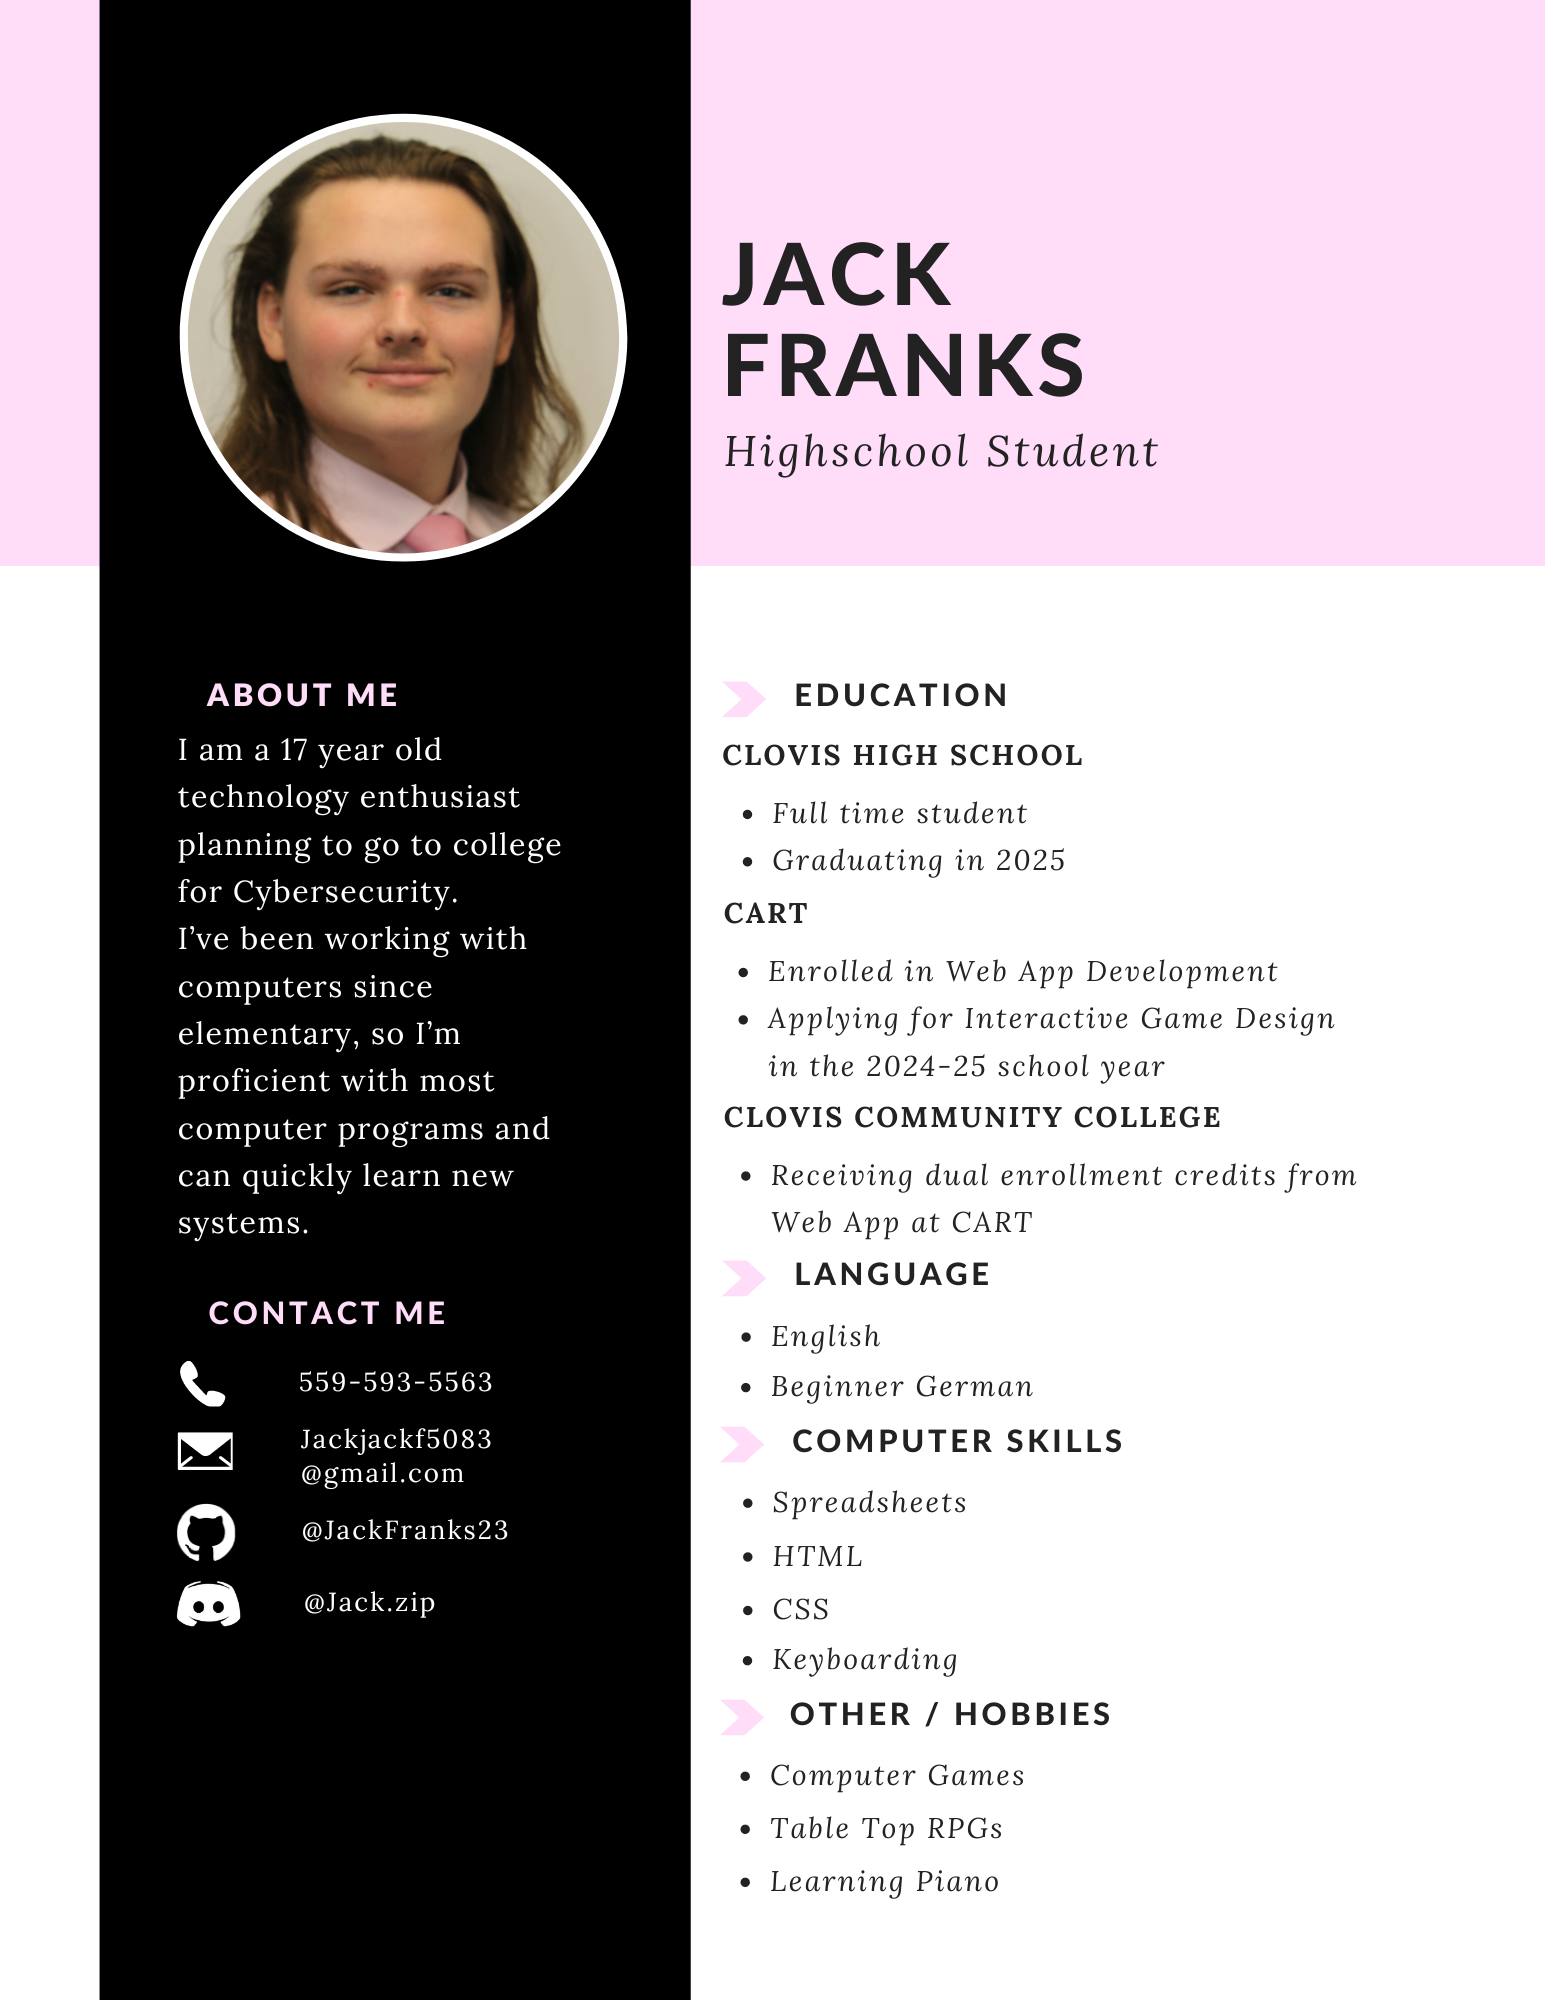 JACK
FRANKS
Highschool Student
ABOUT ME
I am a 17 year old
technology enthusiast
planning to go to college
for Cybersecurity.
I’ve been working with
computers since
elementary, so I’m
proficient with most
computer programs and
can quickly learn new
systems.
CONTACT ME
559-593-5563
Jackjackf5083
@gmail.com
@JackFranks23
@Jack.zip
EDUCATION
CLOVIS HIGH SCHOOL
• Full time student
• Graduating in 2025
CART
• Enrolled in Web App Development
• Applying for Interactive Game Design
in the 2024-25 school year
CLOVIS COMMUNITY COLLEGE
• Receiving dual enrollment credits from
Web App at CART
LANGUAGE
• English
• Beginner German
COMPUTER SKILLS
• Spreadsheets
• HTML
• CSS
• Keyboarding
OTHER / HOBBIES
• Computer Games
• Table Top RPGs
• Learning Piano